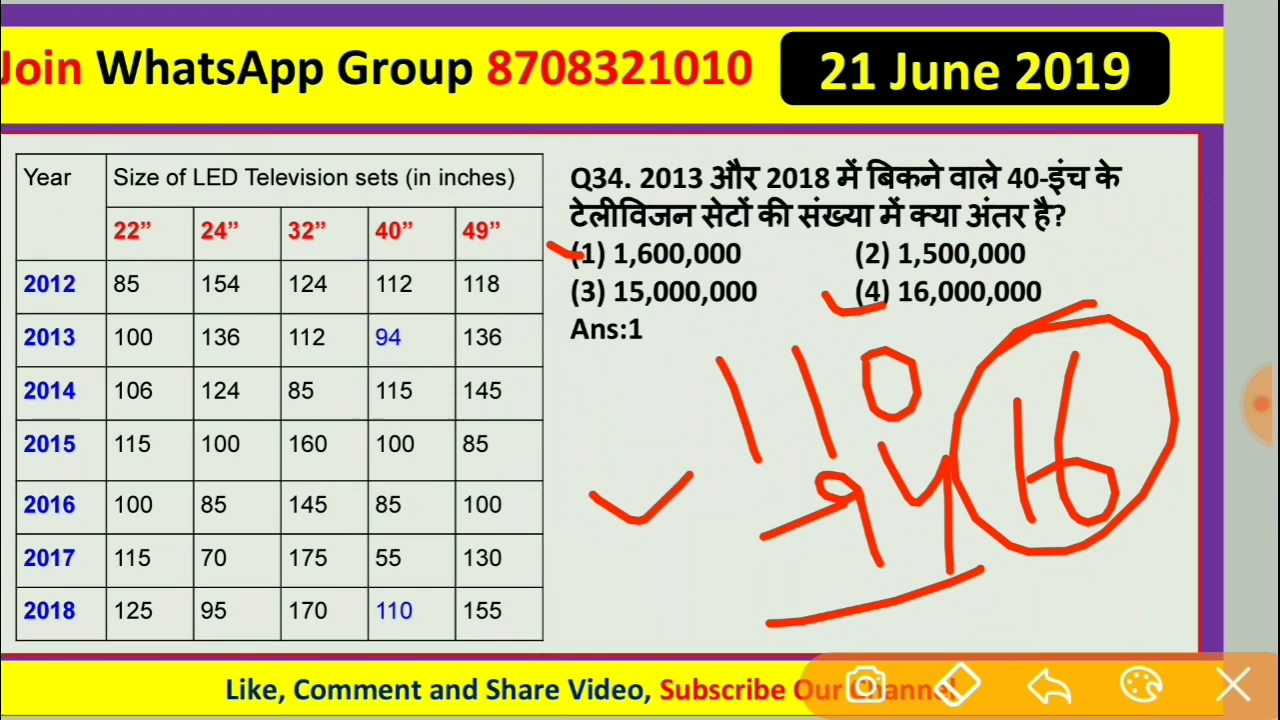 Join WhatsApp Group 8708321010
21 June 2019
Year Size of LED Television sets (in inches)
22” 24” 32” 40” 49”
2012 85 154 124 112 118
2013 100 136 112 94 136
2014 106 124 85 115 145
2015 115 100 160 100 85
2016 100 85 145 85 100
2017 115 70 175 55 130
2018 125 95 170 110 155
Q34. 2013 और 2018 में बिकने वाले 40-इंच के
टेलीविजन सेटों की संख्या में क्या अंतर है?
(1) 1,600,000 (2) 1,500,000
(3) 15,000,000 (4) 16,000,000
Ans:1
110
-94
16
Like, Comment and Share Video, Subscribe Our Channel